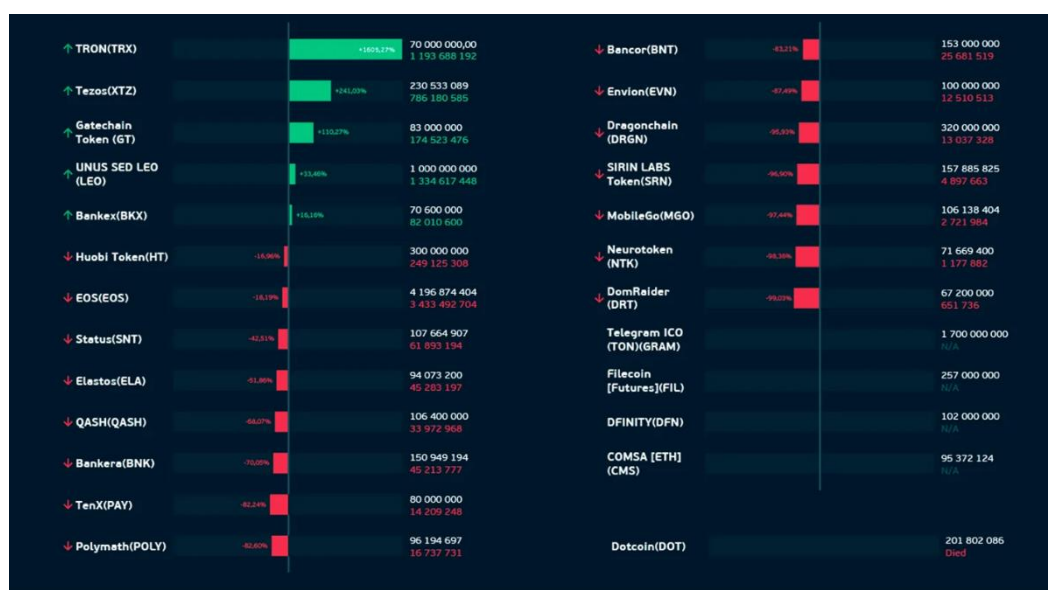 TRON(TRX)
+1605,27%
70 000 000,00
1 193 688 192
Tezos(XTZ)
+241,03%
230 533 089
786 180 585
Gatechain
Token (GT)
+110,27%
83 000 000
174 523 476
UNUS SED LEO
(LEO)
+33,46%
1 000 000 000
1 334 617 448
Bankex(BKX)
+16,16%
70 600 000
82 010 600
Huobi Token(HT)
-16,96%
300 000 000
249 125 308
EOS(EOS)
-18,19%
4 196 874 404
3 433 492 704
Status(SNT)
-42,51%
107 664 907
61 893 194
Elastos(ELA)
-51,86%
94 073 200
45 283 197
QASH(QASH)
-68,07%
106 400 000
33 972 968
Bankera(BNK)
-70,05%
150 949 194
45 213 777
TenX(PAY)
-82,24%
80 000 000
14 209 248
Polymath(POLY)
-82,60%
96 194 697
16 737 731
Bancor(BNT)
-83,21%
153 000 000
25 681 519
Envion(EVN)
-87,49%
100 000 000
12 510 513
Dragonchain
(DRGN)
-95,93%
320 000 000
13 037 328
SIRIN LABS
Token(SRN)
-96,90%
157 885 825
4 897 663
MobileGo(MGO)
-97,44%
106 138 404
2 721 984
Neurotoken
(NTK)
-98,36%
71 669 400
1 177 882
DomRaider
(DRT)
-99,03%
67 200 000
651 736
Telegram ICO
(TON)(GRAM)
1 700 000 000
N/A
Filecoin
[Futures](FIL)
257 000 000
N/A
DFINITY(DFN)
102 000 000
N/A
COMSA [ETH]
(CMS)
95 372 124
N/A
Dotcoin(DOT)
201 802 086
Died